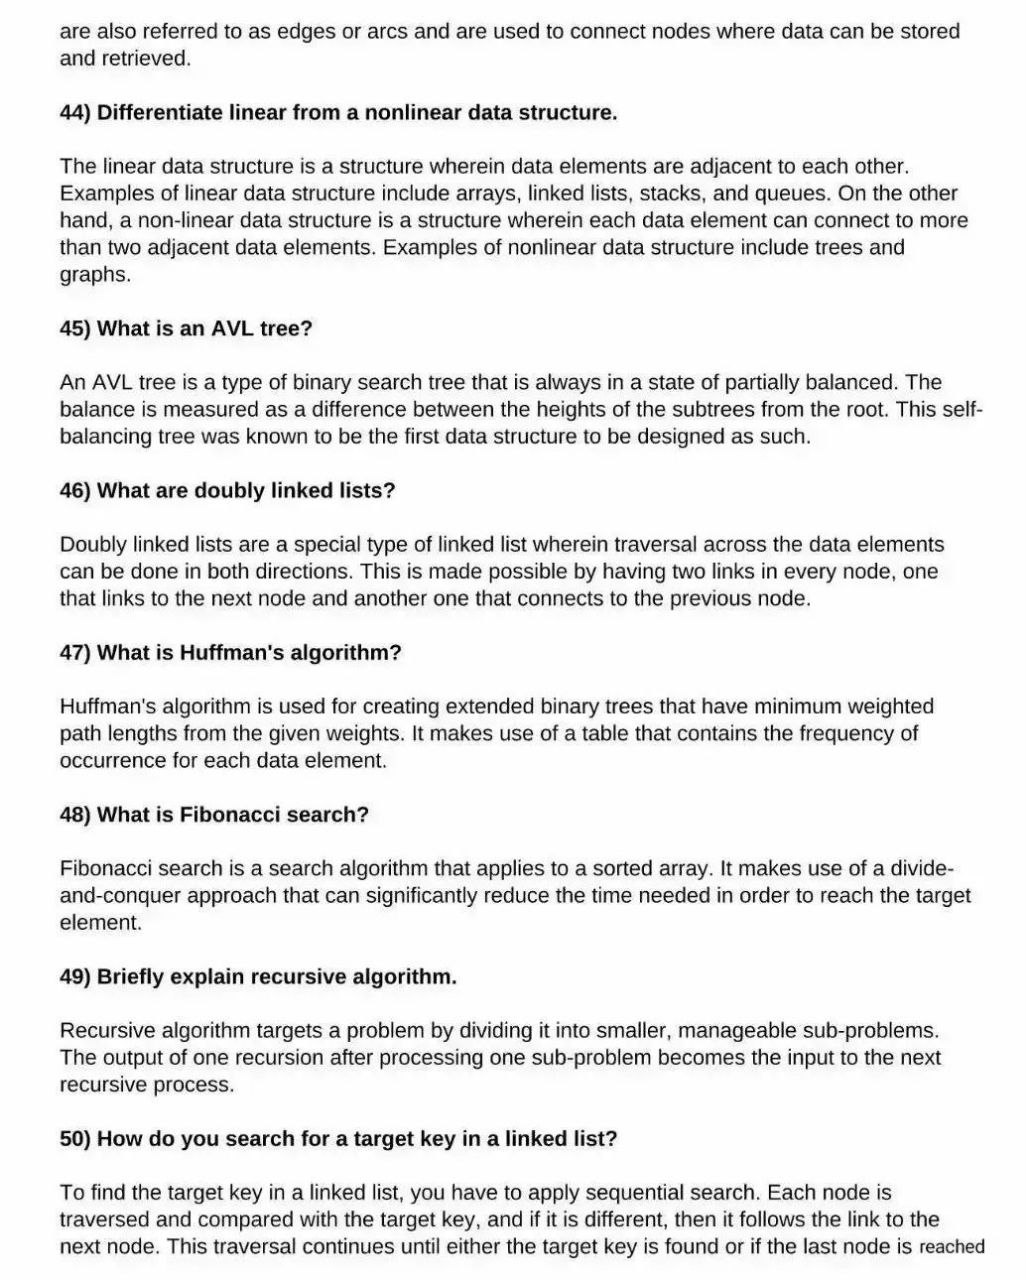 are also referred to as edges or arcs and are used to connect nodes where data can be stored
and retrieved.
44) Differentiate linear from a nonlinear data structure.
The linear data structure is a structure wherein data elements are adjacent to each other.
Examples of linear data structure include arrays, linked lists, stacks, and queues. On the other
hand, a non-linear data structure is a structure wherein each data element can connect to more
than two adjacent data elements. Examples of nonlinear data structure include trees and
graphs.
45) What is an AVL tree?
An AVL tree is a type of binary search tree that is always in a state of partially balanced. The
balance is measured as a difference between the heights of the subtrees from the root. This self-
balancing tree was known to be the first data structure to be designed as such.
46) What are doubly linked lists?
Doubly linked lists are a special type of linked list wherein traversal across the data elements
can be done in both directions. This is made possible by having two links in every node, one
that links to the next node and another one that connects to the previous node.
47) What is Huffman's algorithm?
Huffman's algorithm is used for creating extended binary trees that have minimum weighted
path lengths from the given weights. It makes use of a table that contains the frequency of
occurrence for each data element.
48) What is Fibonacci search?
Fibonacci search is a search algorithm that applies to a sorted array. It makes use of a divide-
and-conquer approach that can significantly reduce the time needed in order to reach the target
element.
49) Briefly explain recursive algorithm.
Recursive algorithm targets a problem by dividing it into smaller, manageable sub-problems.
The output of one recursion after processing one sub-problem becomes the input to the next
recursive process.
50) How do you search for a target key in a linked list?
To find the target key in a linked list, you have to apply sequential search. Each node is
traversed and compared with the target key, and if it is different, then it follows the link to the
next node. This traversal continues until either the target key is found or if the last node is reached